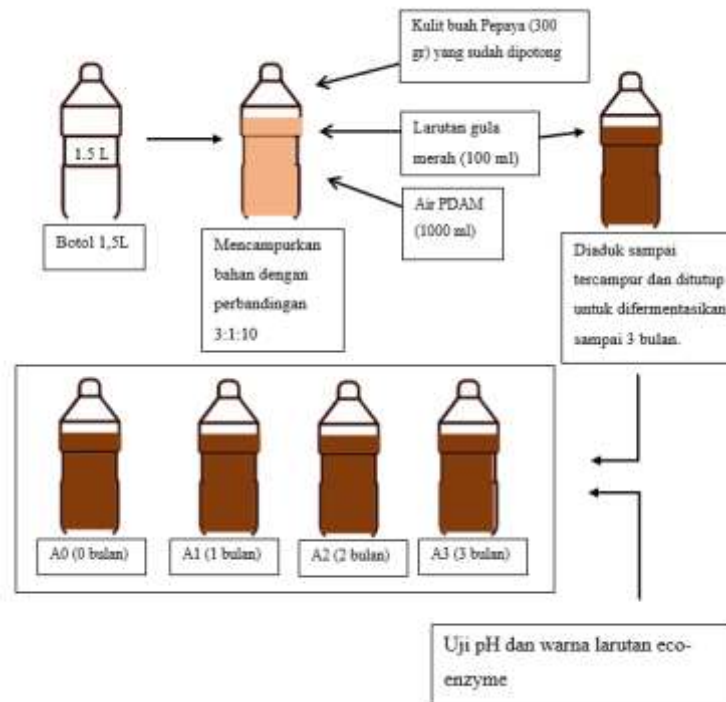 Kulit buah Pepaya (300
gr) yang sudah dipotong
1.5 L
Larutan gula
merah (100 ml)
Air PDAM
(1000 ml)
Botol 1,5L
Mencampurkan
bahan dengan
perbandingan
3:1:10
Diaduk sampai
tercampur dan ditutup
untuk difermentasikan
sampai 3 bulan.
A0 (0 bulan)
A1 (1 bulan)
A2 (2 bulan)
A3 (3 bulan)
Uji pH dan warna larutan eco-
enzyme